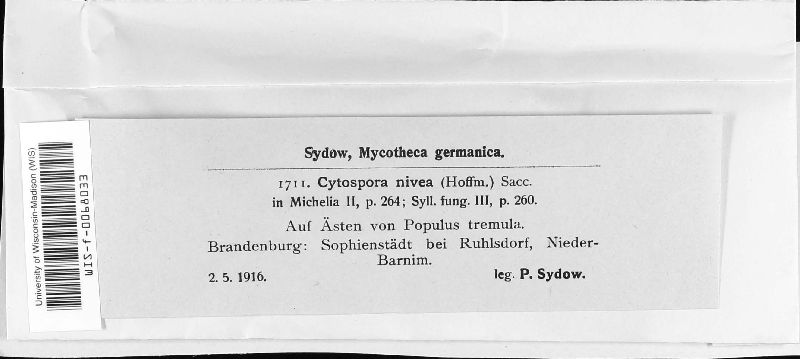 Sydow, Mycotheca germanica.
1711. Cytospora nivea (Hoffm.) Sacc.
in Michelia II, p. 264; Syll. fung. III, p. 260.
Auf Ästen von Populus tremula.
Brandenburg: Sophienstädt bei Ruhlsdorf, Nieder-
Barnim.
2. 5. 1916. leg. P. Sydow.
University of Wisconsin-Madison (WIS)
WIS-f-0009033